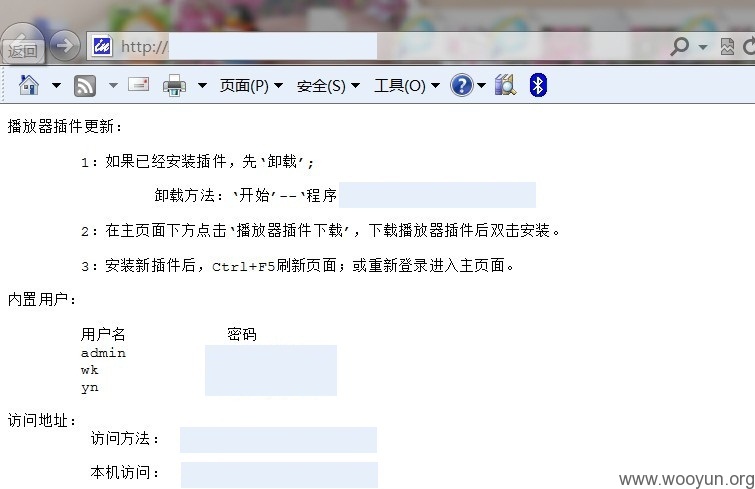 返回
http://
页面(P) 安全(S) 工具(O)
播放器插件更新：
1：如果已经安装插件，先‘卸载’；
卸载方法：‘开始’--‘程序
2：在主页面下方点击‘播放器插件下载’，下载播放器插件后双击安装。
3：安装新插件后，Ctrl+F5刷新页面；或重新登录进入主页面。
内置用户：
用户名 密码
admin
wk
yn
访问地址：
访问方法：
本机访问：
www.wooyun.org